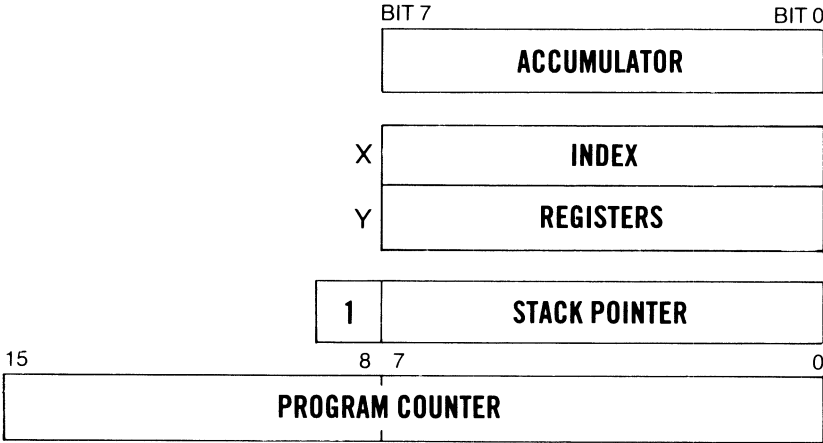 BIT 7 BIT 0
ACCUMULATOR
X INDEX
Y REGISTERS
1 STACK POINTER
15 8 7 0
PROGRAM COUNTER